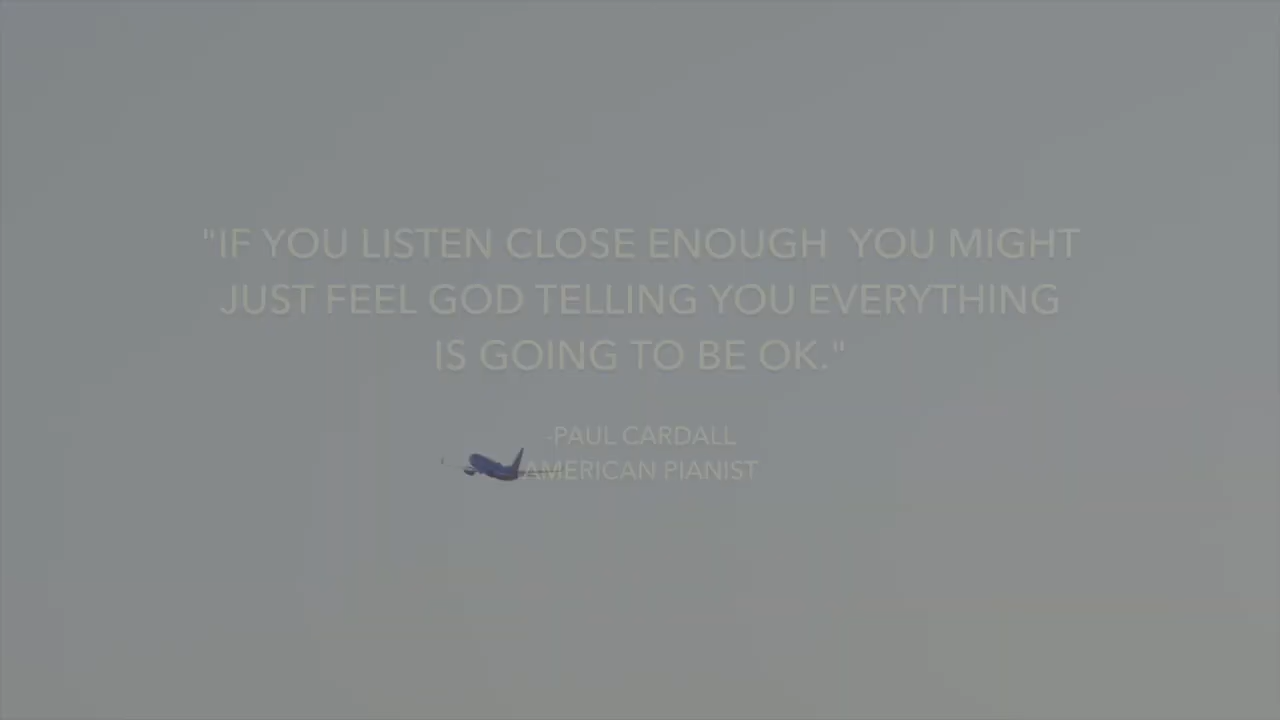 "IF YOU LISTEN CLOSE ENOUGH  YOU MIGHT
JUST FEEL GOD TELLING YOU EVERYTHING
IS GOING TO BE OK."
-PAUL CARDALL
AMERICAN PIANIST